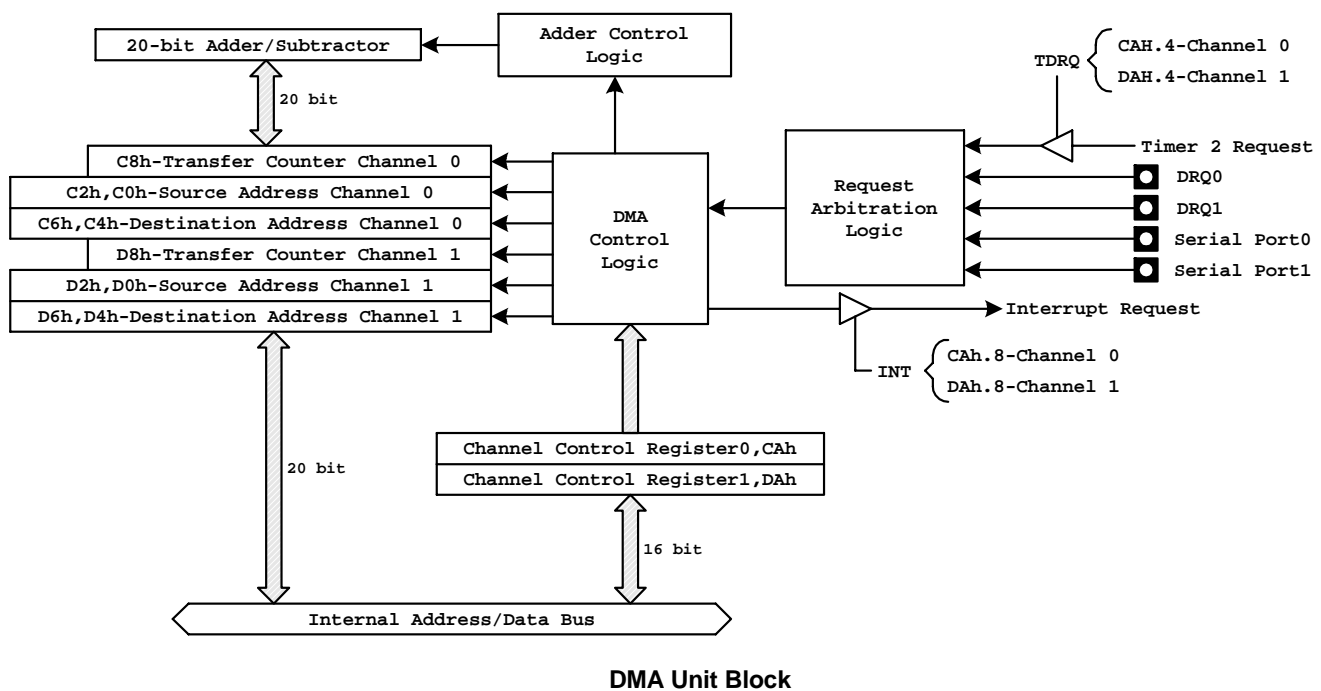 20-bit Adder/Subtractor
Adder Control
Logic
20 bit
TDRQ
CAH.4-Channel 0
DAH.4-Channel 1
C8h-Transfer Counter Channel 0
C2h,C0h-Source Address Channel 0
C6h,C4h-Destination Address Channel 0
D8h-Transfer Counter Channel 1
D2h,D0h-Source Address Channel 1
D6h,D4h-Destination Address Channel 1
DMA
Control
Logic
Request
Arbitration
Logic
Timer 2 Request
DRQ0
DRQ1
Serial Port0
Serial Port1
Interrupt Request
INT
CAh.8-Channel 0
DAh.8-Channel 1
Channel Control Register0,CAh
Channel Control Register1,DAh
20 bit
16 bit
Internal Address/Data Bus
DMA Unit Block